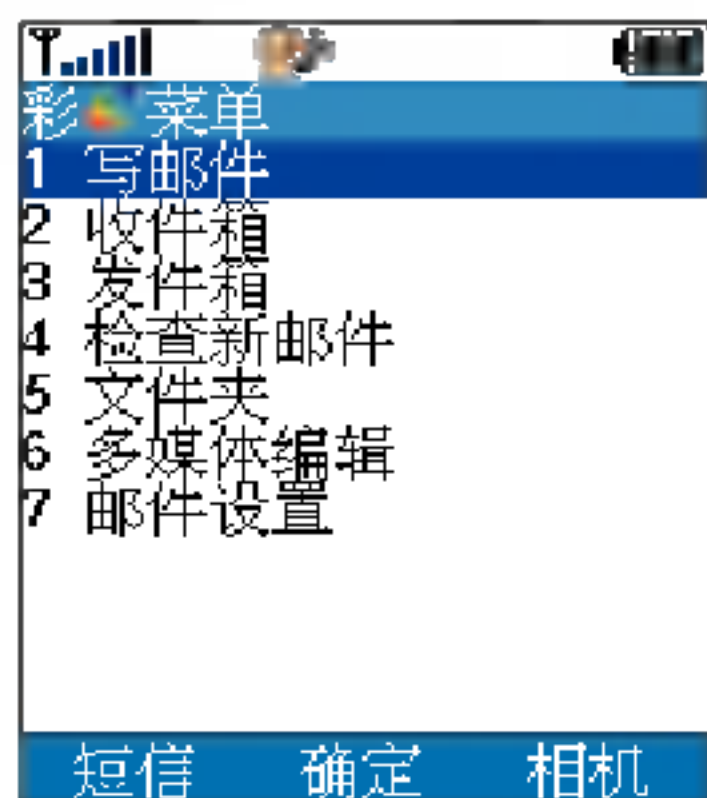 彩e菜单
1 写邮件
2 收件箱
3 发件箱
4 检查新邮件
5 文件夹
6 多媒体编辑
7 邮件设置
短信 确定 相机